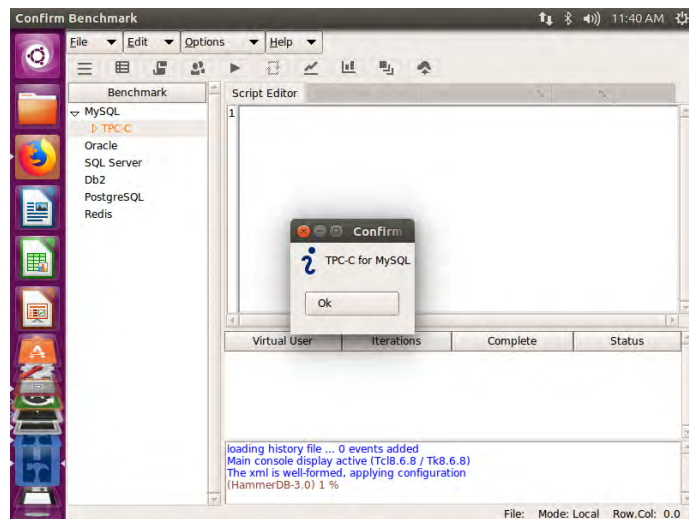 Confirm Benchmark
11:40 AM
File Edit Options Help
Benchmark
MySQL
TPC-C
Oracle
SQL Server
Db2
PostgreSQL
Redis
Script Editor
1
Confirm
TPC-C for MySQL
Ok
Virtual User Iterations Complete Status
loading history file ... 0 events added
Main console display active (Tcl8.6.8 / Tk8.6.8)
The xml is well-formed, applying configuration
(HammerDB-3.0) 1 %
File: Mode: Local Row.Col: 0.0